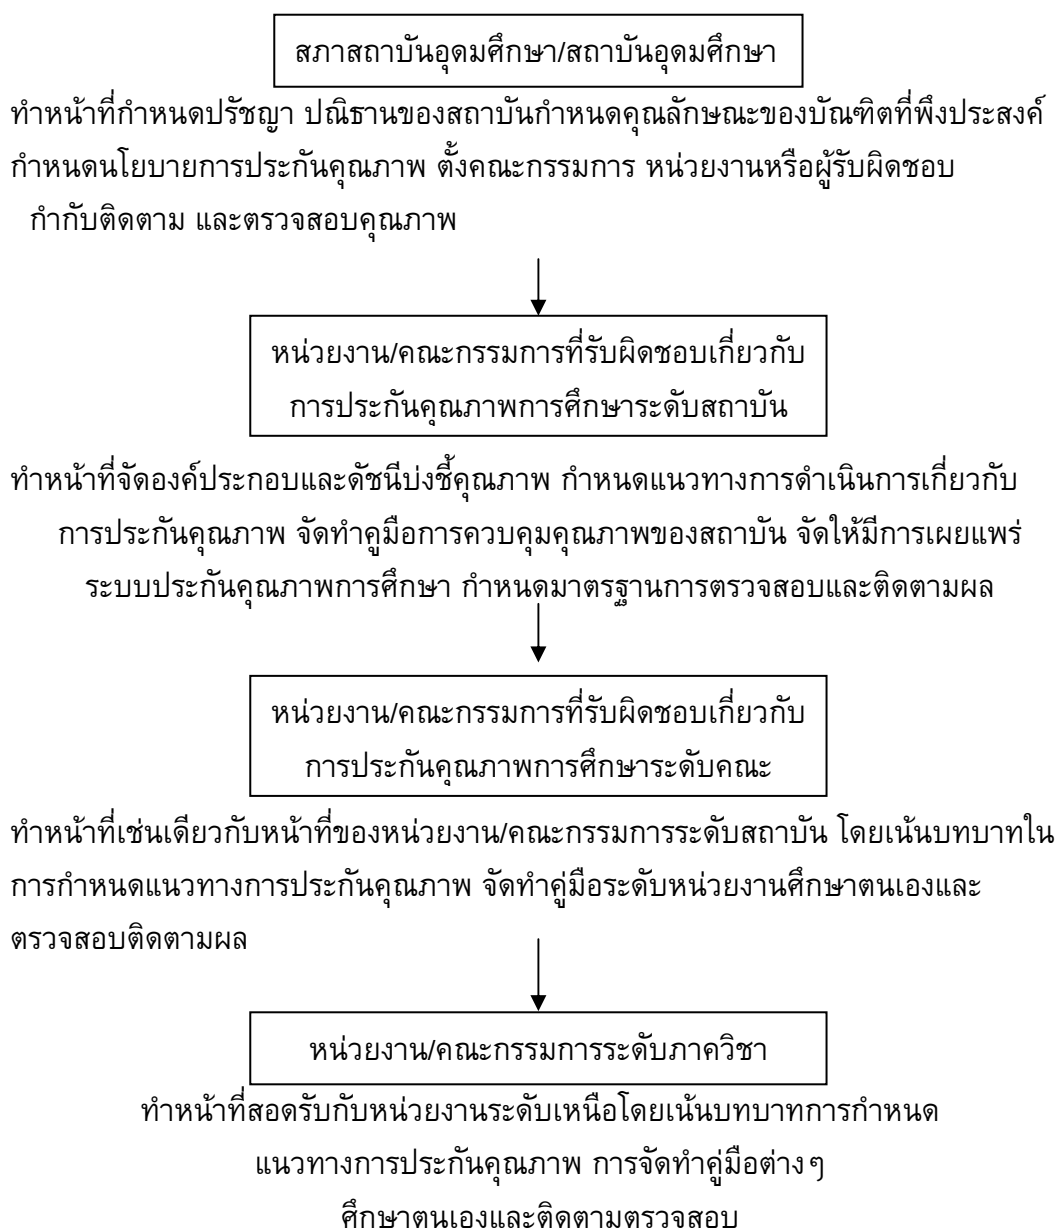 สภาสถาบันอุดมศึกษา/สถาบันอุดมศึกษา
ทำหน้าที่กำหนดปรัชญา ปณิธานของสถาบันกำหนดคุณลักษณะของบัณฑิตที่พึงประสงค์
กำหนดนโยบายการประกันคุณภาพ ตั้งคณะกรรมการ หน่วยงานหรือผู้รับผิดชอบ
กำกับติดตาม และตรวจสอบคุณภาพ
หน่วยงาน/คณะกรรมการที่รับผิดชอบเกี่ยวกับ
การประกันคุณภาพการศึกษาระดับสถาบัน
ทำหน้าที่จัดองค์ประกอบและดัชนีบ่งชี้คุณภาพ กำหนดแนวทางการดำเนินการเกี่ยวกับ
การประกันคุณภาพ จัดทำคูมือการควบคุมคุณภาพของสถาบัน จัดให้มีการเผยแพร่
ระบบประกันคุณภาพการศึกษา กำหนดมาตรฐานการตรวจสอบและติดตามผล
หน่วยงาน/คณะกรรมการที่รับผิดชอบเกี่ยวกับ
การประกันคุณภาพการศึกษาระดับคณะ
ทำหน้าที่เช่นเดียวกับหน้าที่ของหน่วยงาน/คณะกรรมการระดับสถาบัน โดยเน้นบทบาทใน
การกำหนดแนวทางการประกันคุณภาพ จัดทำคู่มือระดับหน่วยงานศึกษาตนเองและ
ตรวจสอบติดตามผล
หน่วยงาน/คณะกรรมการระดับภาควิชา
ทำหน้าที่สอดรับกับหน่วยงานระดับเหนือโดยเน้นบทบาทการกำหนด
แนวทางการประกันคุณภาพ การจัดทำคู่มือต่างๆ
ศึกษาตนเองและติดตามตรวจสอบ